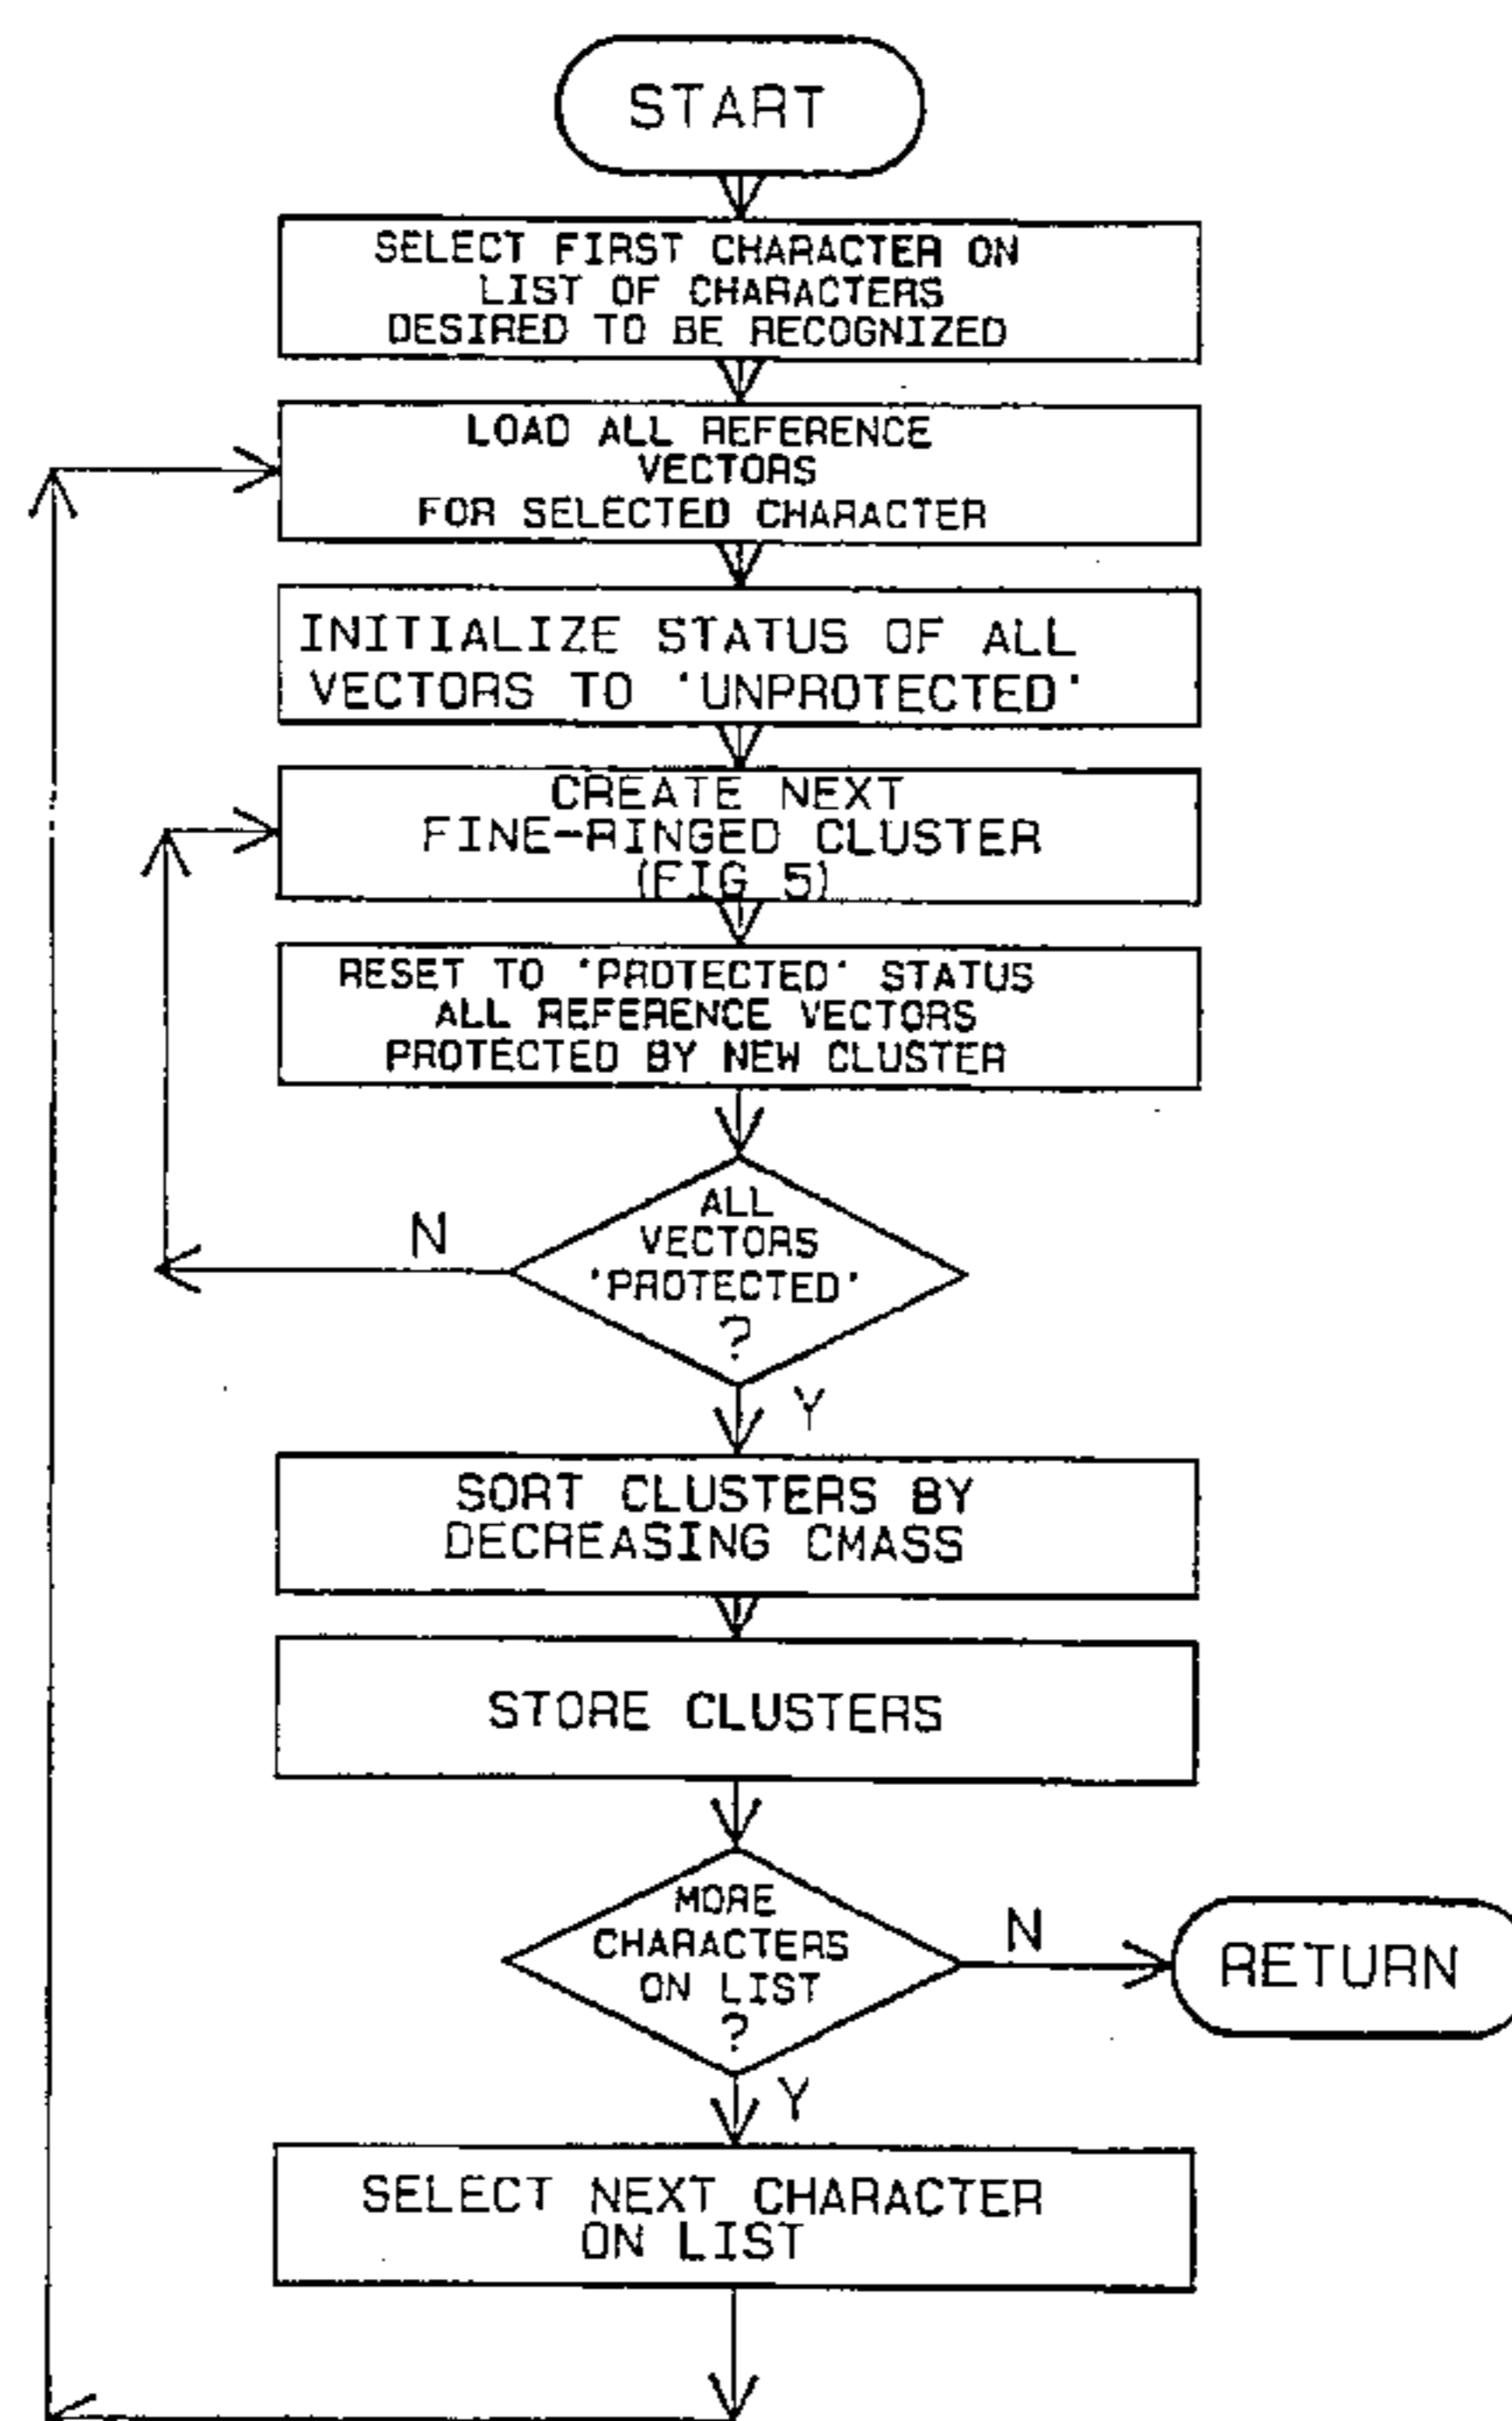 START
SELECT FIRST CHARACTER ON
LIST OF CHARACTERS
DESIRED TO BE RECOGNIZED
LOAD ALL REFERENCE
VECTORS
FOR SELECTED CHARACTER
INITIALIZE STATUS OF ALL
VECTORS TO 'UNPROTECTED'
CREATE NEXT
FINE-RINGED CLUSTER
(FIG 5)
RESET TO 'PROTECTED' STATUS
ALL REFERENCE VECTORS
PROTECTED BY NEW CLUSTER
ALL
VECTORS
'PROTECTED'
?
N
Y
SORT CLUSTERS BY
DECREASING CMASS
STORE CLUSTERS
MORE
CHARACTERS
ON LIST
?
N
RETURN
Y
SELECT NEXT CHARACTER
ON LIST